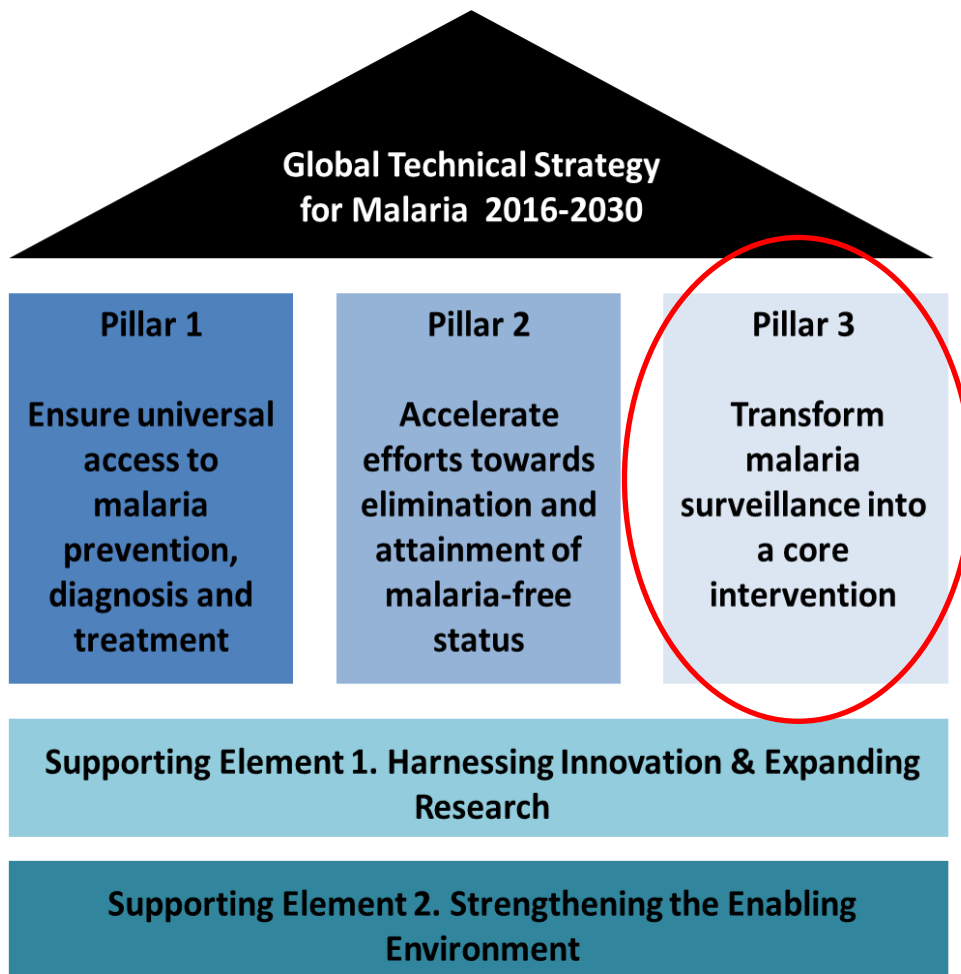 Global Technical Strategy
for Malaria 2016-2030
Pillar 1
Ensure universal
access to
malaria
prevention,
diagnosis and
treatment
Pillar 2
Accelerate
efforts towards
elimination and
attainment of
malaria-free
status
Pillar 3
Transform
malaria
surveillance into
a core
intervention
Supporting Element 1. Harnessing Innovation & Expanding
Research
Supporting Element 2. Strengthening the Enabling
Environment